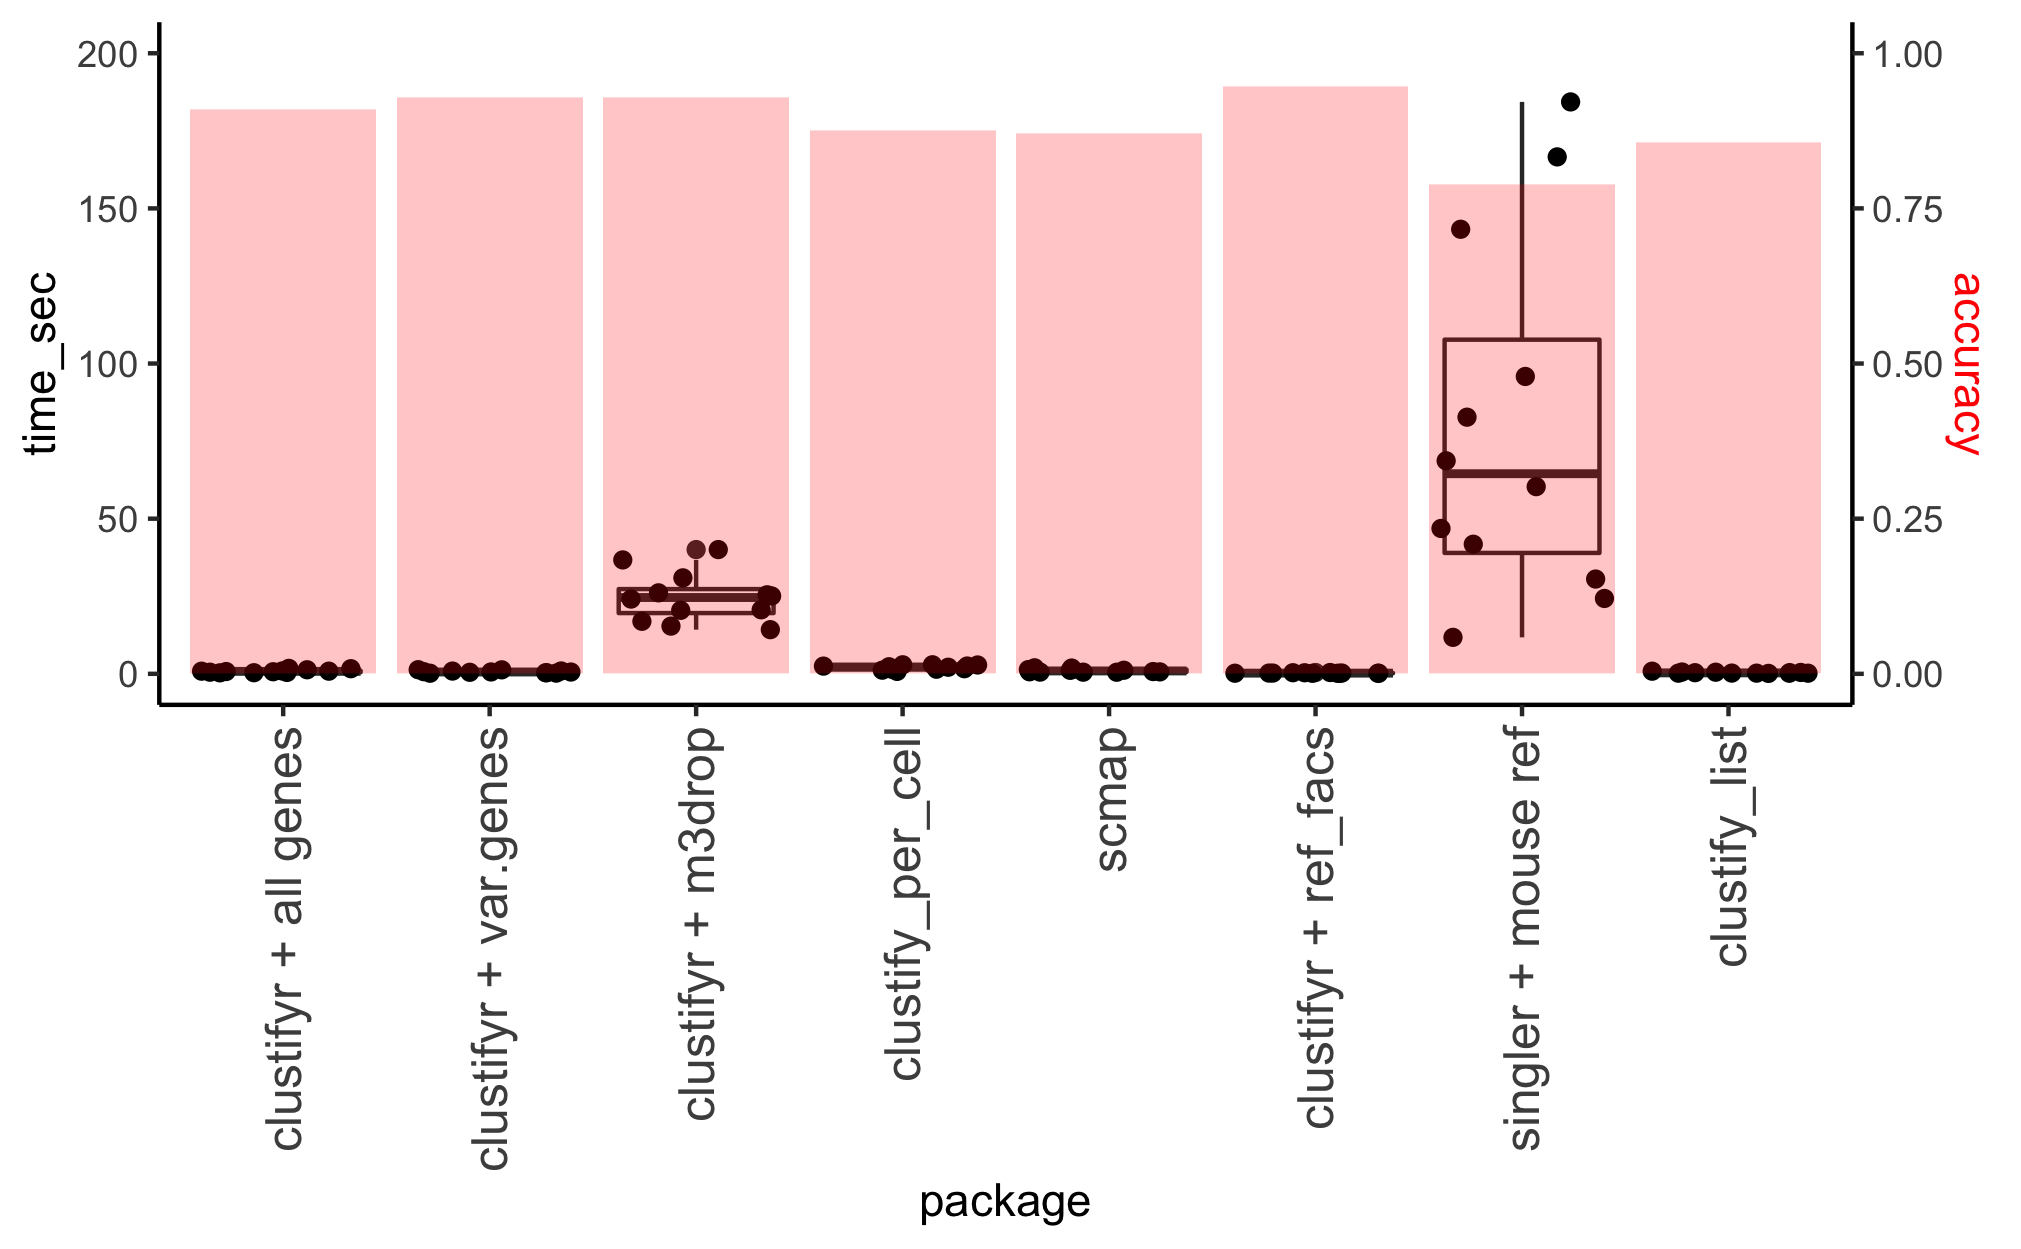 200
150
100
50
0
time_sec
1.00
0.75
0.50
0.25
0.00
accuracy
clustifyr + all genes
clustifyr + var.genes
clustifyr + m3drop
clustify_per_cell
scmap
clustifyr + ref_facs
singler + mouse ref
clustify_list
package